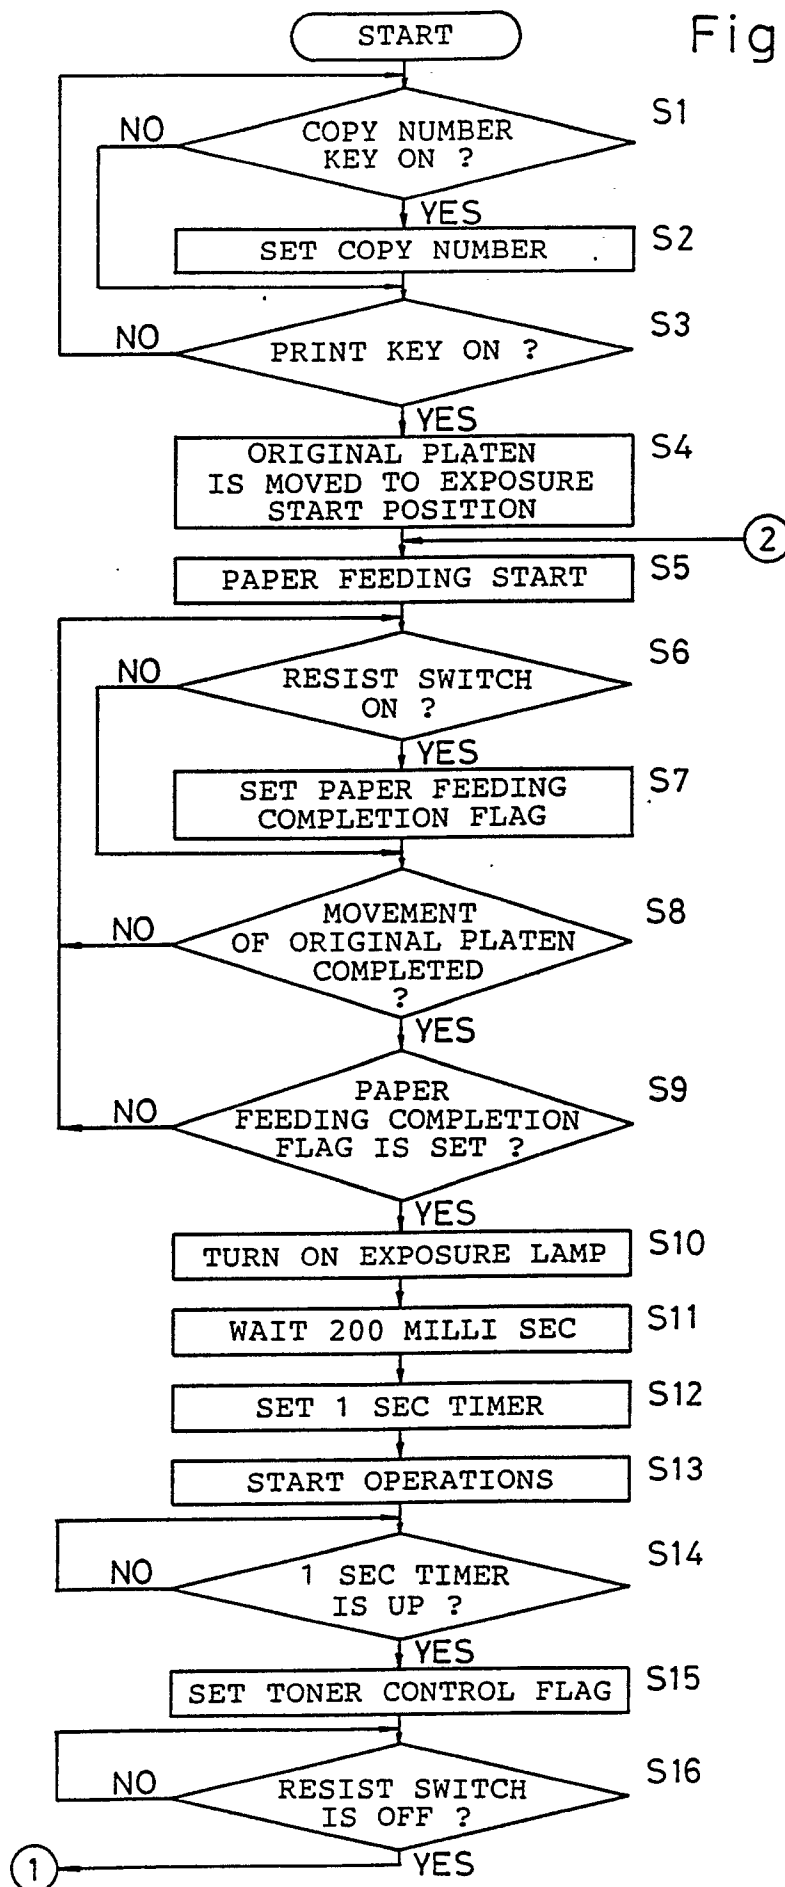 Fig
START
S1
NO
COPY NUMBER
KEY ON ?
YES
S2
SET COPY NUMBER
S3
NO
PRINT KEY ON ?
YES
S4
ORIGINAL PLATEN
IS MOVED TO EXPOSURE
START POSITION
2
S5
PAPER FEEDING START
S6
NO
RESIST SWITCH
ON ?
YES
S7
SET PAPER FEEDING
COMPLETION FLAG
S8
NO
MOVEMENT
OF ORIGINAL PLATEN
COMPLETED
?
YES
S9
NO
PAPER
FEEDING COMPLETION
FLAG IS SET ?
YES
S10
TURN ON EXPOSURE LAMP
S11
WAIT 200 MILLI SEC
S12
SET 1 SEC TIMER
S13
START OPERATIONS
S14
NO
1 SEC TIMER
IS UP ?
YES
S15
SET TONER CONTROL FLAG
S16
NO
RESIST SWITCH
IS OFF ?
YES
1